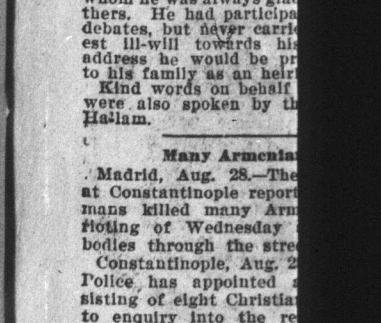 whom he was always glad
thers. He had participa
debates, but never carri
est ill-will towards his
address he would be pr
to his family as an heirl
Kind words on behalf
were also spoken by th
Hallam.
Many Armenia
Madrid, Aug. 28.—The
at Constantinople report
mans killed many Arm
rioting of Wednesday
bodies through the stree
Constantinople, Aug. 2
Police has appointed a
sisting of eight Christia
to enquiry into the re